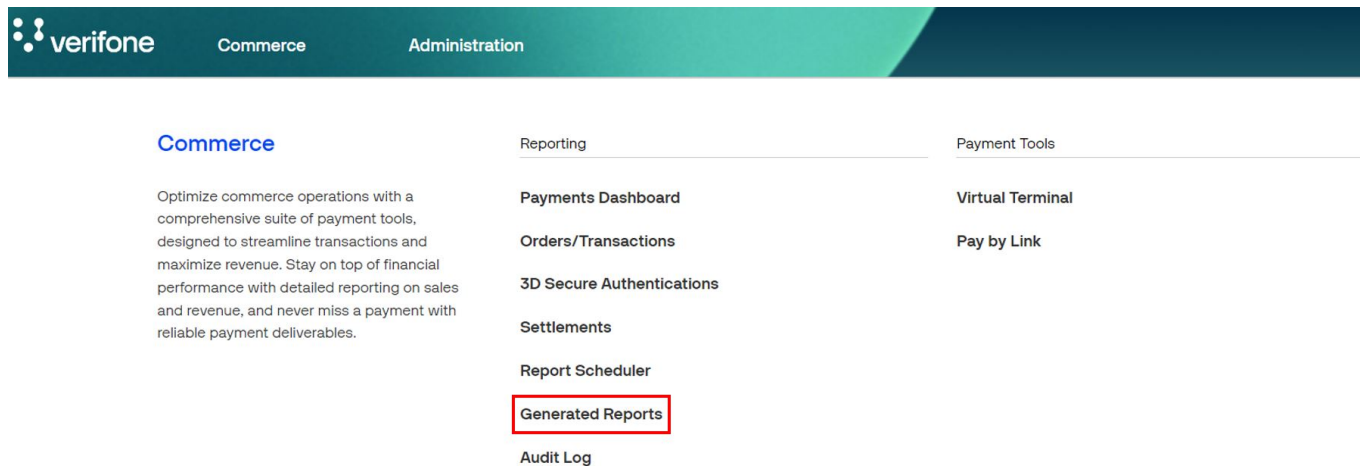 verifone Commerce Administration
Commerce
Optimize commerce operations with a
comprehensive suite of payment tools,
designed to streamline transactions and
maximize revenue. Stay on top of financial
performance with detailed reporting on sales
and revenue, and never miss a payment with
reliable payment deliverables.
Reporting
Payments Dashboard
Orders/Transactions
3D Secure Authentications
Settlements
Report Scheduler
Generated Reports
Audit Log
Payment Tools
Virtual Terminal
Pay by Link